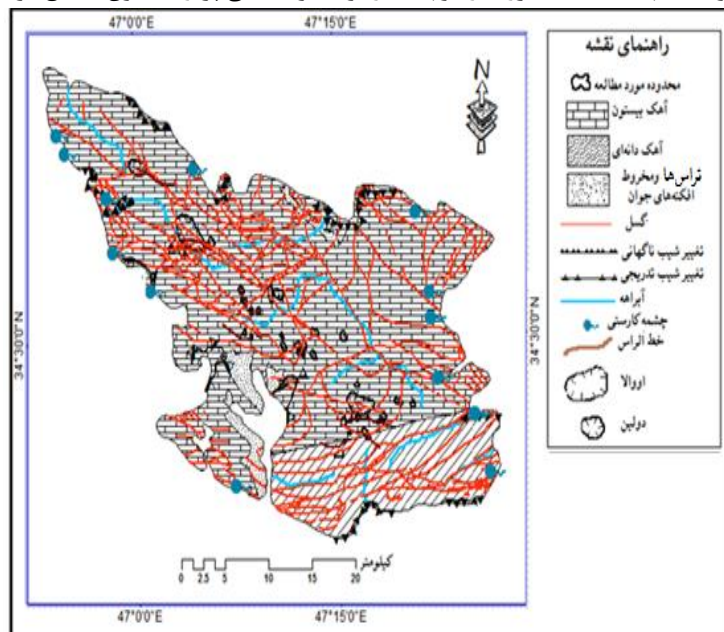 47°0'0"E 47°15'0"E
N
34°30'0"N
34°30'0"N
راهنمای نقشه
محدوده مورد مطالعه
آهک بیستون
آهک دانه‌ای
تراس‌ها ومخروط
افکنه‌های جوان
گسل
تغییر شیب ناگهانی
تغییر شیب تدریجی
آبراهه
چشمه کارستی
خط الراس
اووالا
دولین
کیلومتر
0 2.5 5 10 15 20
47°0'0"E 47°15'0"E